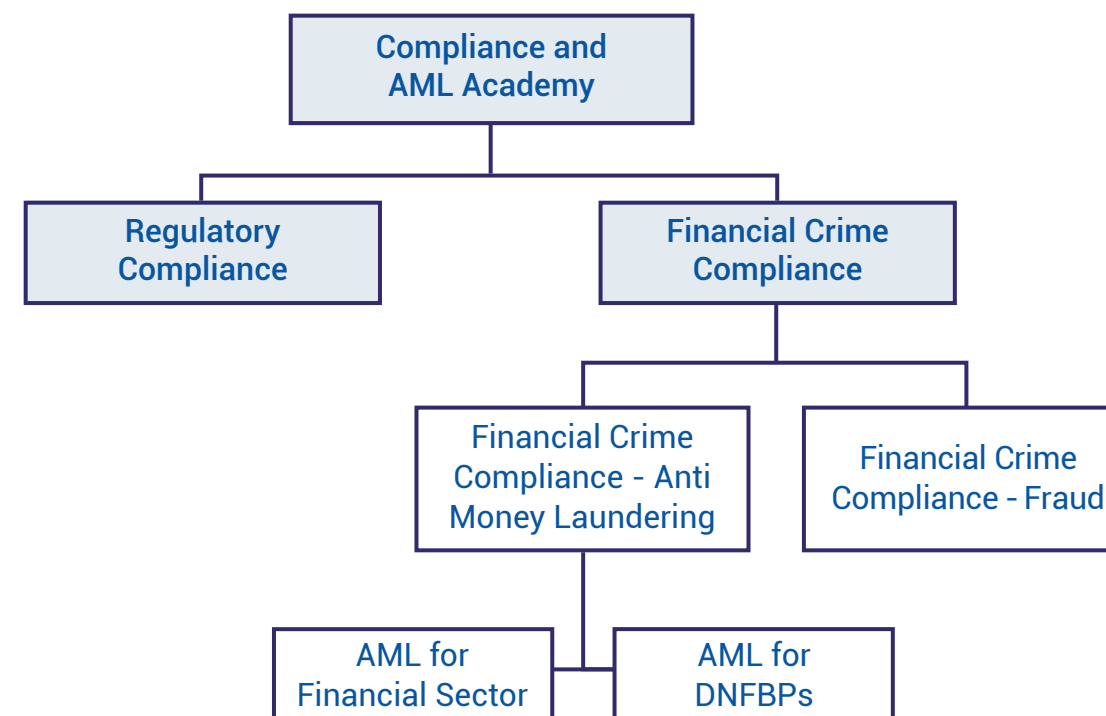 Compliance and
AML Academy
Regulatory
Compliance
Financial Crime
Compliance
Financial Crime
Compliance - Anti
Money Laundering
Financial Crime
Compliance - Fraud
AML for
Financial Sector
AML for
DNFBPs